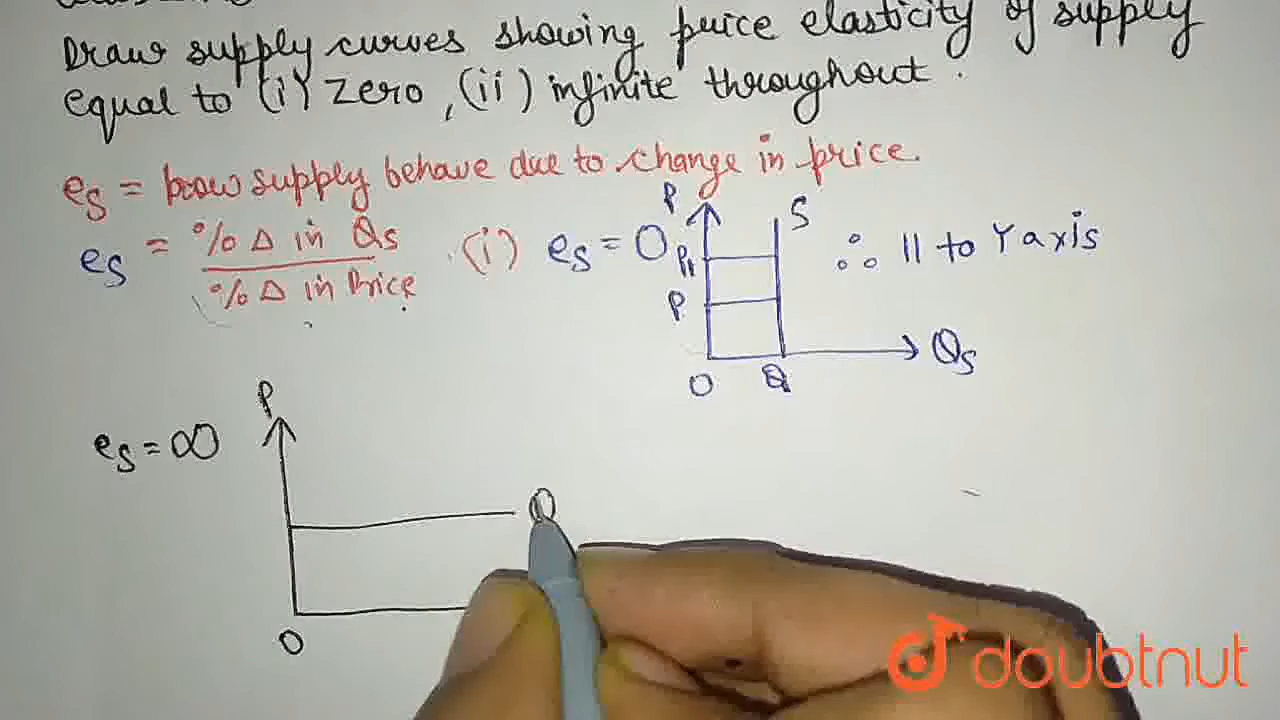 Draw supply curves showing price elasticity of supply
equal to (i) zero, (ii) infinite throughout.
es = how supply behave due to change in price.
es = % Δ in Qs
% Δ in Price
(i) es = 0
P
S
P1
P
O
Q
Qs
∴ || to Y axis
es = ∞
P
O
doubtnut